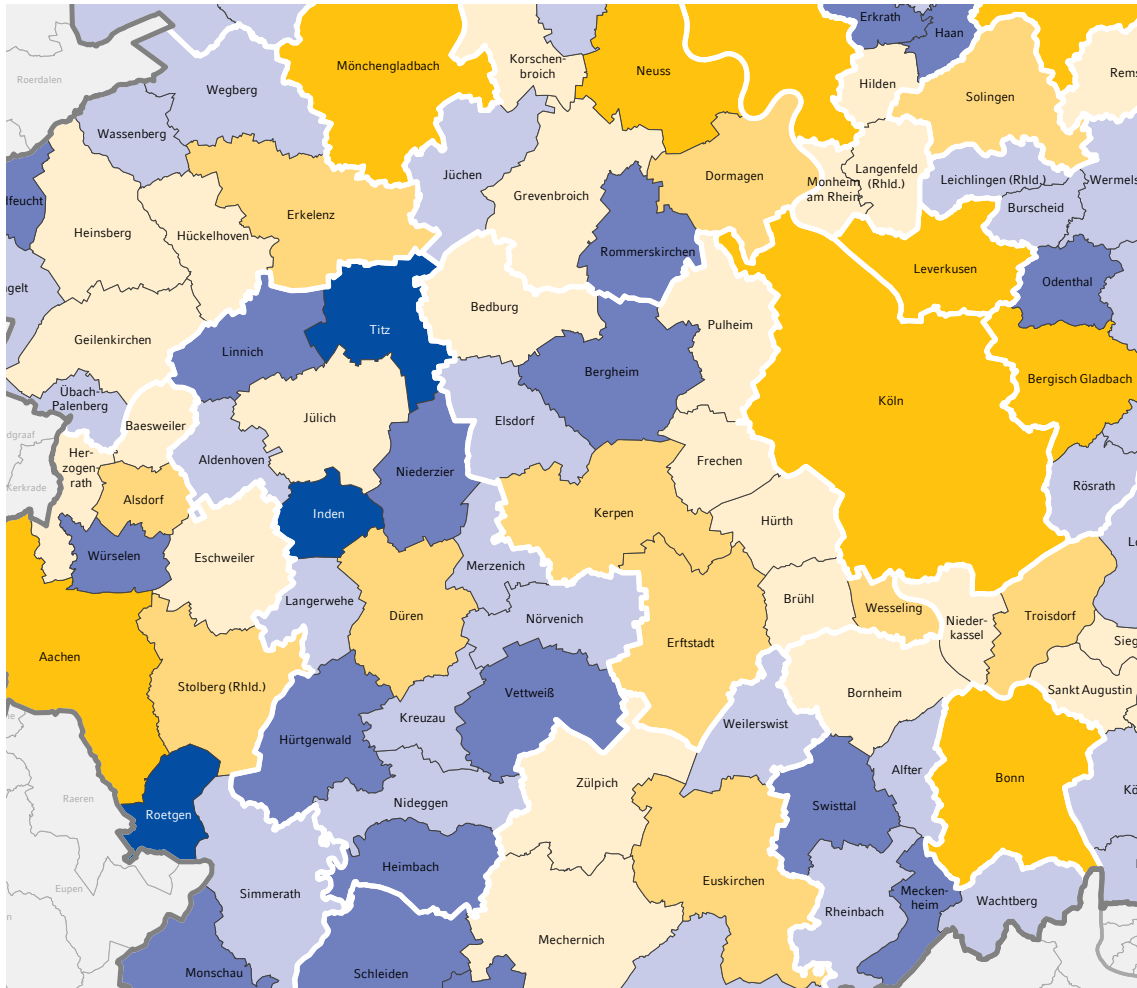 Erkrath
Haan
Korschen-
broich
Mönchengladbach
Neuss
Roerdalen
Rems
Hilden
Wegberg
Solingen
Wassenberg
Langenfeld
(Rhld.)
Jüchen
Dormagen
Leichlingen (Rhld.)
Wermels
Monheim
am Rhein
Grevenbroich
lfeucht
Burscheid
Erkelenz
Heinsberg
Hückelhoven
Rommerskirchen
Leverkusen
Odenthal
ngelt
Bedburg
Pulheim
Titz
Geilenkirchen
Linnich
Bergheim
Bergisch Gladbach
Übach-
Palenberg
Köln
Jülich
Elsdorf
Baesweiler
dgraaf
Her-
zogen-
rath
Aldenhoven
Frechen
Niederzier
Kerkrade
Rösrath
Alsdorf
Inden
Kerpen
Hürth
Lo
Würselen
Eschweiler
Merzenich
Langerwehe
Brühl
Wesseling
Düren
Nörvenich
Troisdorf
Nieder-
kassel
Erftstadt
Sieg
Aachen
Stolberg (Rhld.)
Vettweiß
Bornheim
Sankt Augustin
Kreuzau
Weilerswist
Hürtgenwald
Alfter
Bonn
Zülpich
Kö
Raeren
Nideggen
Swisttal
Roetgen
Heimbach
Euskirchen
Eupen
Simmerath
Mecken-
heim
Wachtberg
Rheinbach
Mechernich
Monschau
Schleiden